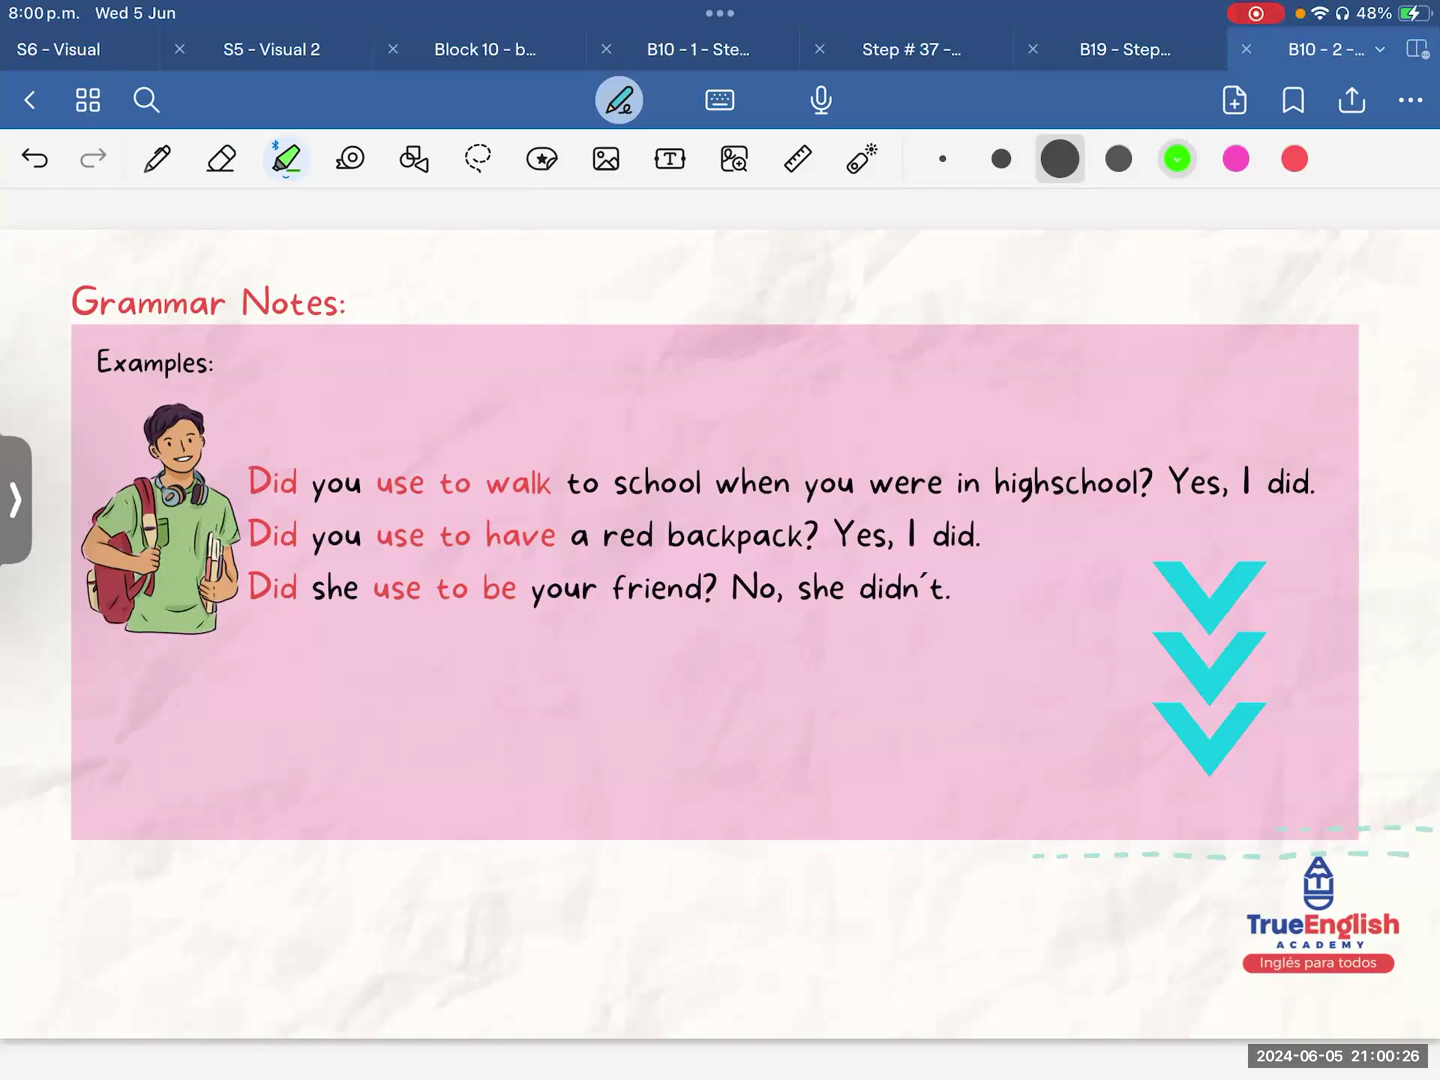 8:00 p.m. Wed 5 Jun
48%
S6 - Visual
S5 - Visual 2
Block 10 - b...
B10 - 1 - Ste...
Step # 37 -...
B19 - Step...
B10 - 2 -...
Grammar Notes:
Examples:
Did you use to walk to school when you were in highschool? Yes, I did.
Did you use to have a red backpack? Yes, I did.
Did she use to be your friend? No, she didn´t.
TrueEnglish
ACADEMY
Inglés para todos
2024-06-05 21:00:26